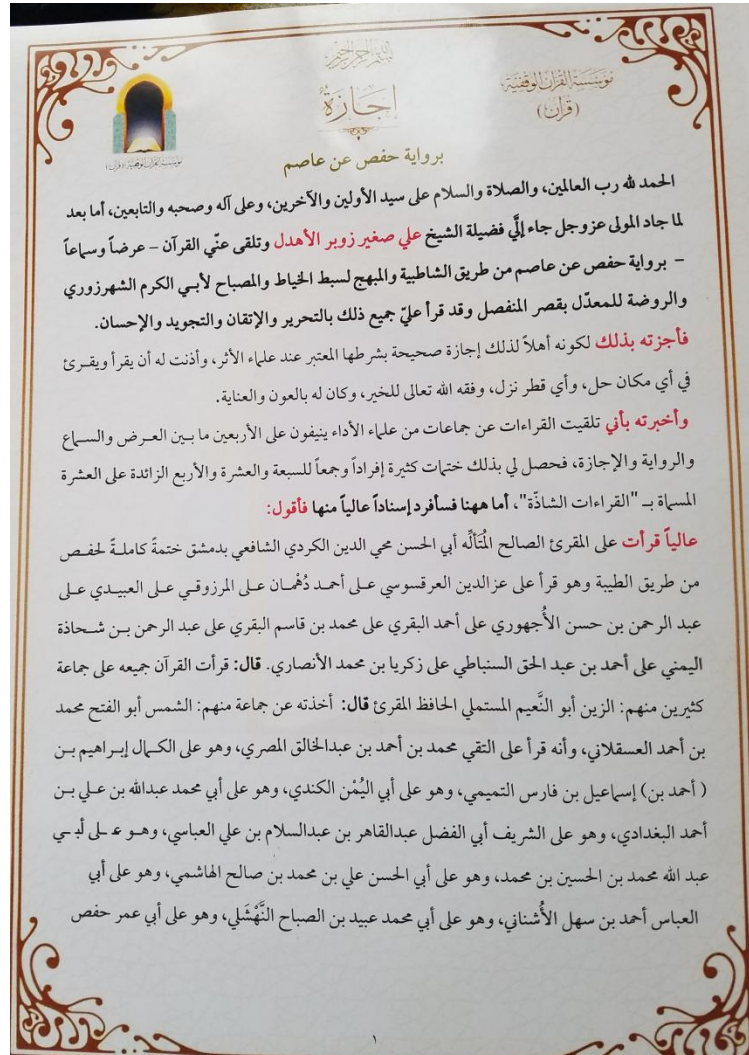 بسم الله الرحمن الرحيم
مؤسسة القرآن الوقفية
(قرآن)
إجازة
مؤسسة القرآن الوقفية (قرآن)
برواية حفص عن عاصم
الحمد لله رب العالمين، والصلاة والسلام على سيد الأولين والآخرين، وعلى آله وصحبه والتابعين، أما بعد
لما جاد المولى عزوجل جاء إلَّي فضيلة الشيخ علي صغير زوبر الأهدل وتلقى عنّي القرآن – عرضاً وسماعاً
– برواية حفص عن عاصم من طريق الشاطبية والمبهج لسبط الخياط والمصباح لأبي الكرم الشهرزوري
والروضة للمعدّل بقصر المنفصل وقد قرأ عليّ جميع ذلك بالتحرير والإتقان والتجويد والإحسان.
فأجزته بذلك لكونه أهلاً لذلك إجازة صحيحة بشرطها المعتبر عند علماء الأثر، وأذنت له أن يقرأ ويقرئ
في أي مكان حل، وأي قطر نزل، وفقه الله تعالى للخير، وكان له بالعون والعناية.
وأخبرته بأني تلقيت القراءات عن جماعات من علماء الأداء ينيفون على الأربعين ما بين العرض والسماع
والرواية والإجازة، فحصل لي بذلك ختمات كثيرة إفراداً وجمعاً للسبعة والعشرة والأربع الزائدة على العشرة
المسماة بـ "القراءات الشاذّة"، أما ههنا فسأفرد إسناداً عالياً منها فأقول:
عالياً قرأت على المقرئ الصالح المُتَألِّه أبي الحسن محي الدين الكردي الشافعي بدمشق ختمةً كاملةً لحفص
من طريق الطيبة وهو قرأ على عزالدين العرقسوسي على أحمد دُهْمان على المرزوقي على العبيدي على
عبد الرحمن بن حسن الأُجهوري على أحمد البقري على محمد بن قاسم البقري على عبد الرحمن بن شحاذة
اليمني على أحمد بن عبد الحق السنباطي على زكريا بن محمد الأنصاري. قال: قرأت القرآن جميعه على جماعة
كثيرين منهم: الزين أبو النَّعيم المستملي الحافظ المقرئ قال: أخذته عن جماعة منهم: الشمس أبو الفتح محمد
بن أحمد العسقلاني، وأنه قرأ على التقي محمد بن أحمد بن عبدالخالق المصري، وهو على الكمال إبراهيم بن
( أحمد بن) إسماعيل بن فارس التميمي، وهو على أبي اليُمْن الكندي، وهو على أبي محمد عبدالله بن علي بن
أحمد البغدادي، وهو على الشريف أبي الفضل عبدالقاهر بن عبدالسلام بن علي العباسي، وهو على أبي
عبد الله محمد بن الحسين بن محمد، وهو على أبي الحسن علي بن محمد بن صالح الهاشمي، وهو على أبي
العباس أحمد بن سهل الأُشناني، وهو على أبي محمد عبيد بن الصباح النَّهْشَلي، وهو على أبي عمر حفص
١